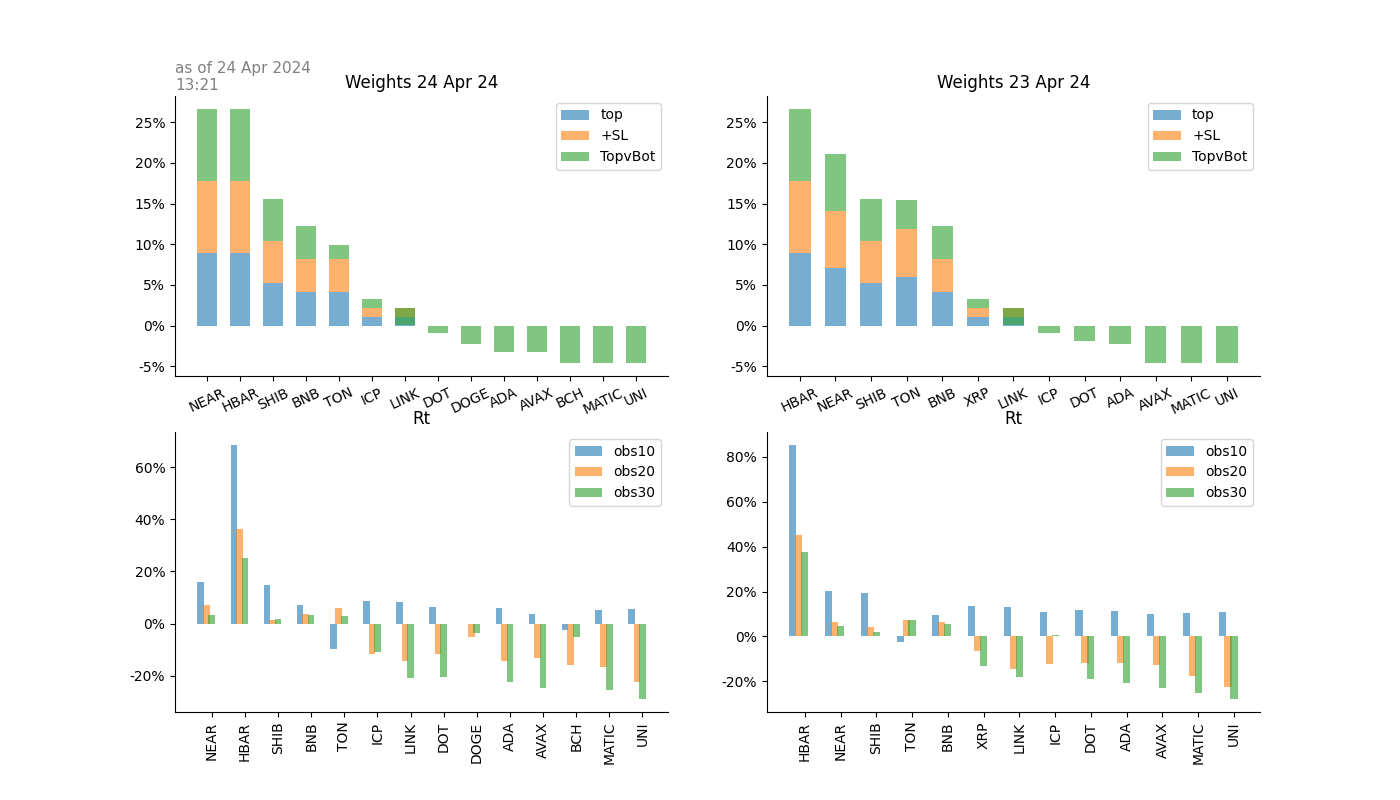 as of 24 Apr 2024
13:21
Weights 24 Apr 24
25%
20%
15%
10%
5%
0%
-5%
top
+SL
TopvBot
NEAR HBAR SHIB BNB TON ICP LINK DOT DOGE ADA AVAX BCH MATIC UNI
Weights 23 Apr 24
25%
20%
15%
10%
5%
0%
-5%
top
+SL
TopvBot
HBAR NEAR SHIB TON BNB XRP LINK ICP DOT ADA AVAX MATIC UNI
Rt
60%
40%
20%
0%
-20%
obs10
obs20
obs30
NEAR HBAR SHIB BNB TON ICP LINK DOT DOGE ADA AVAX BCH MATIC UNI
Rt
80%
60%
40%
20%
0%
-20%
obs10
obs20
obs30
HBAR NEAR SHIB TON BNB XRP LINK ICP DOT ADA AVAX MATIC UNI